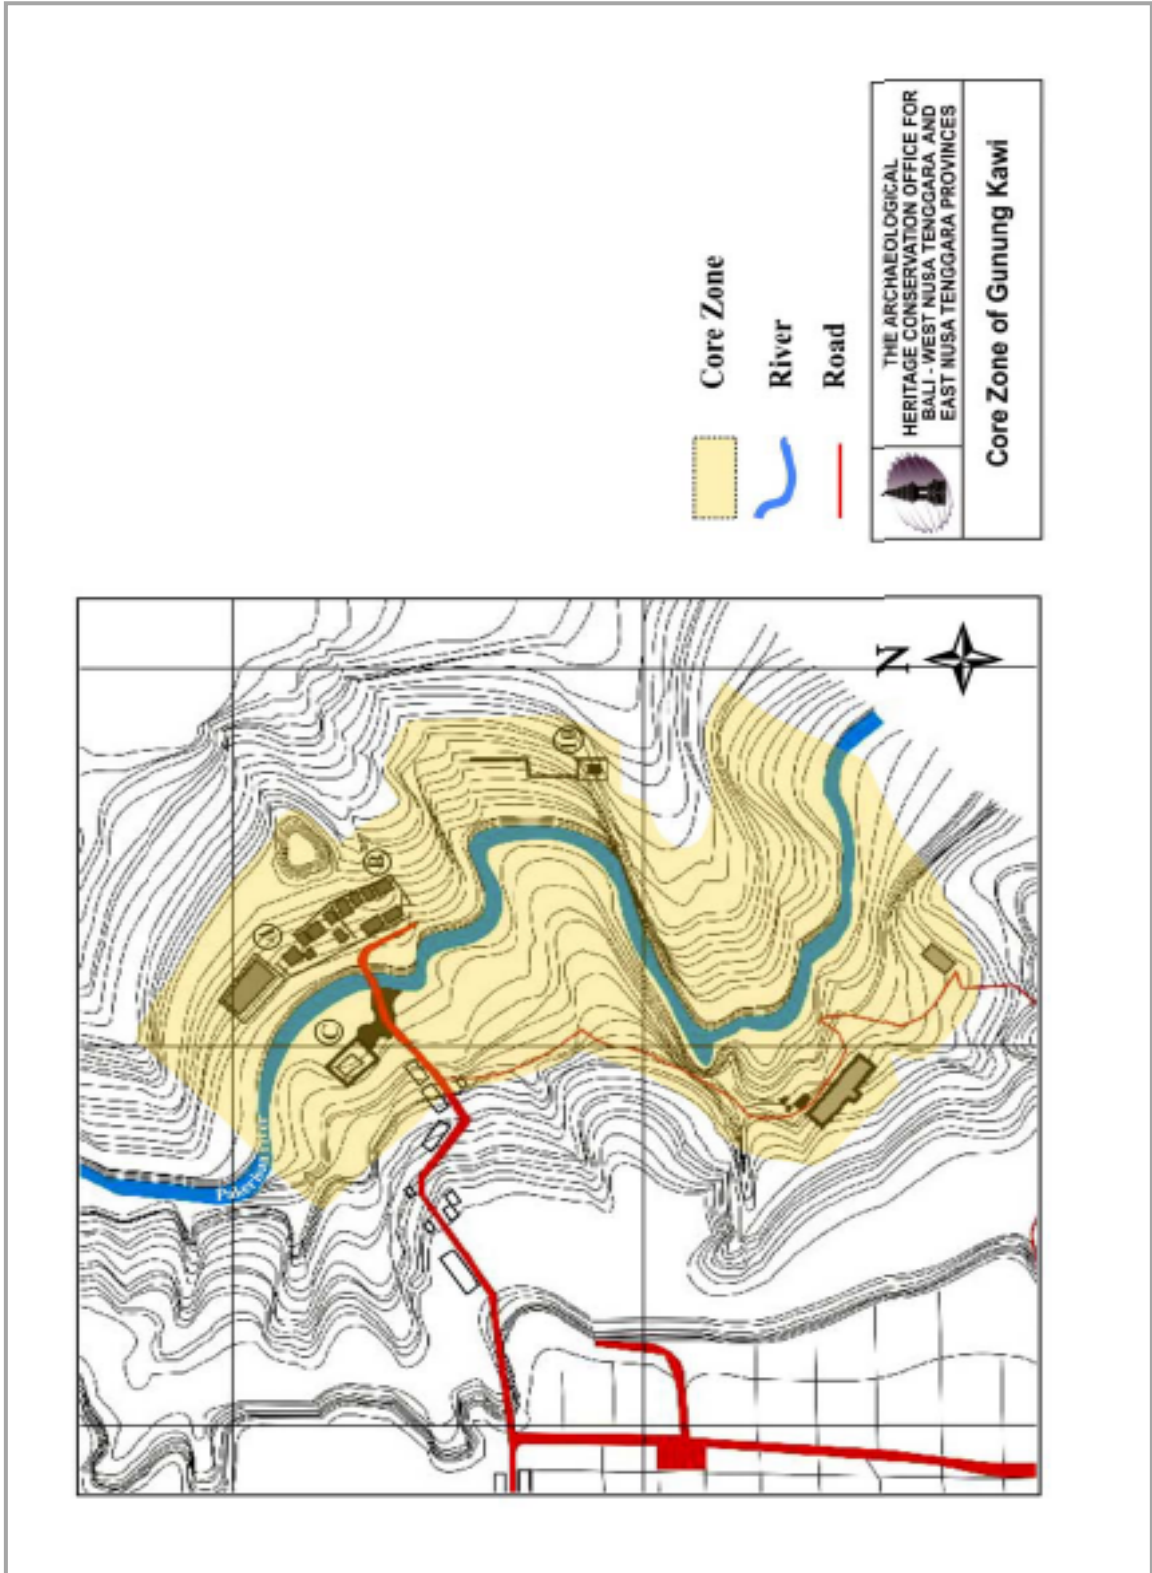 Core Zone
River
Road
THE ARCHAEOLOGICAL
HERITAGE CONSERVATION OFFICE FOR
BALI - WEST NUSA TENGGARA AND
EAST NUSA TENGGARA PROVINCES
Core Zone of Gunung Kawi
N
A
B
C